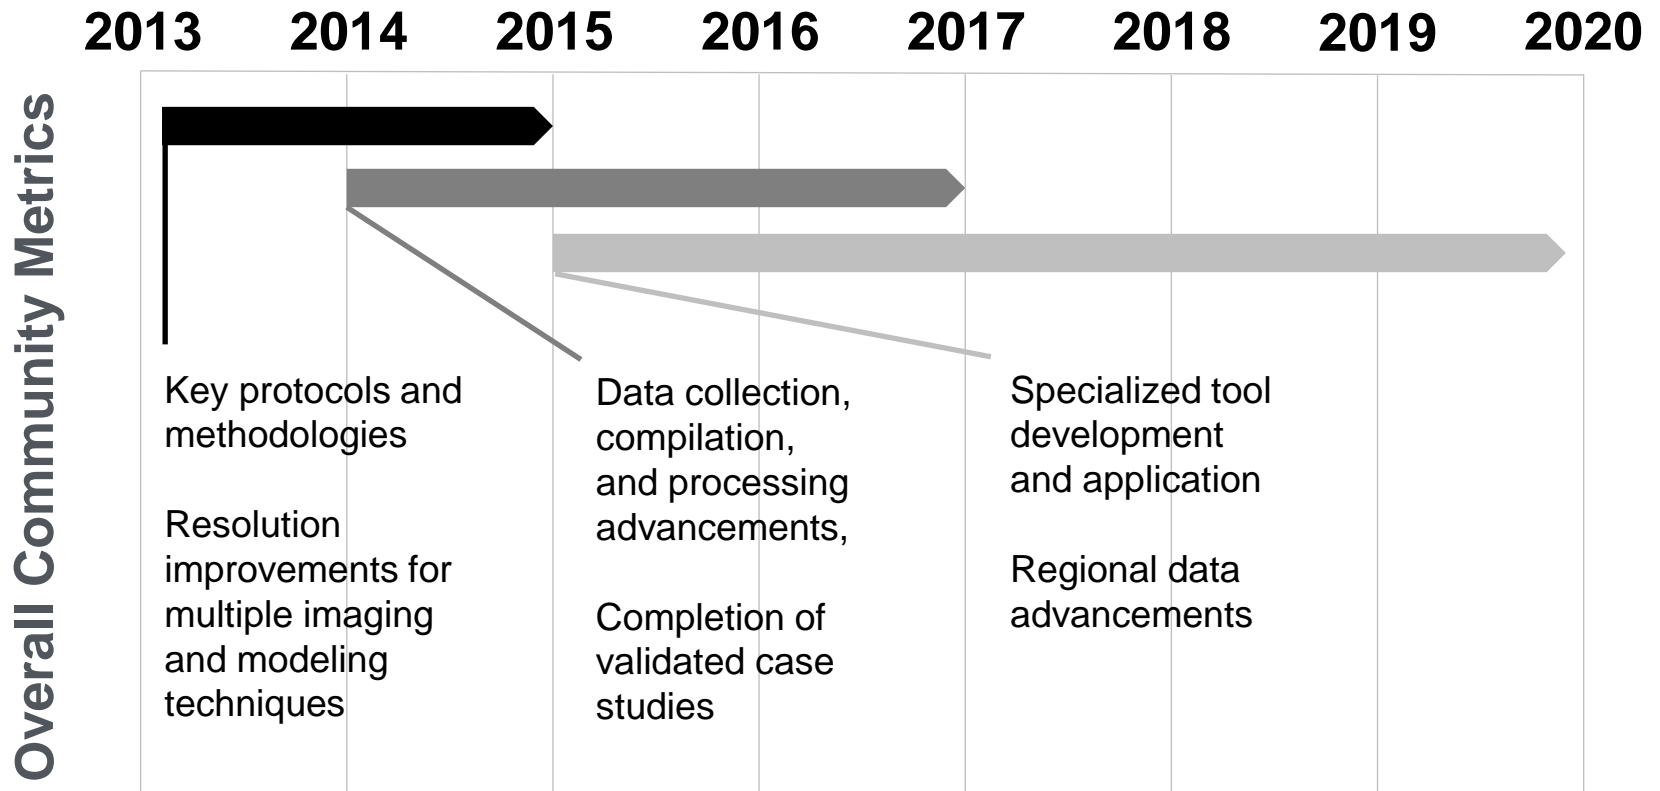 2013 2014 2015 2016 2017 2018 2019 2020
Overall Community Metrics
Key protocols and
methodologies
Resolution
improvements for
multiple imaging
and modeling
techniques
Data collection,
compilation,
and processing
advancements,
Completion of
validated case
studies
Specialized tool
development
and application
Regional data
advancements